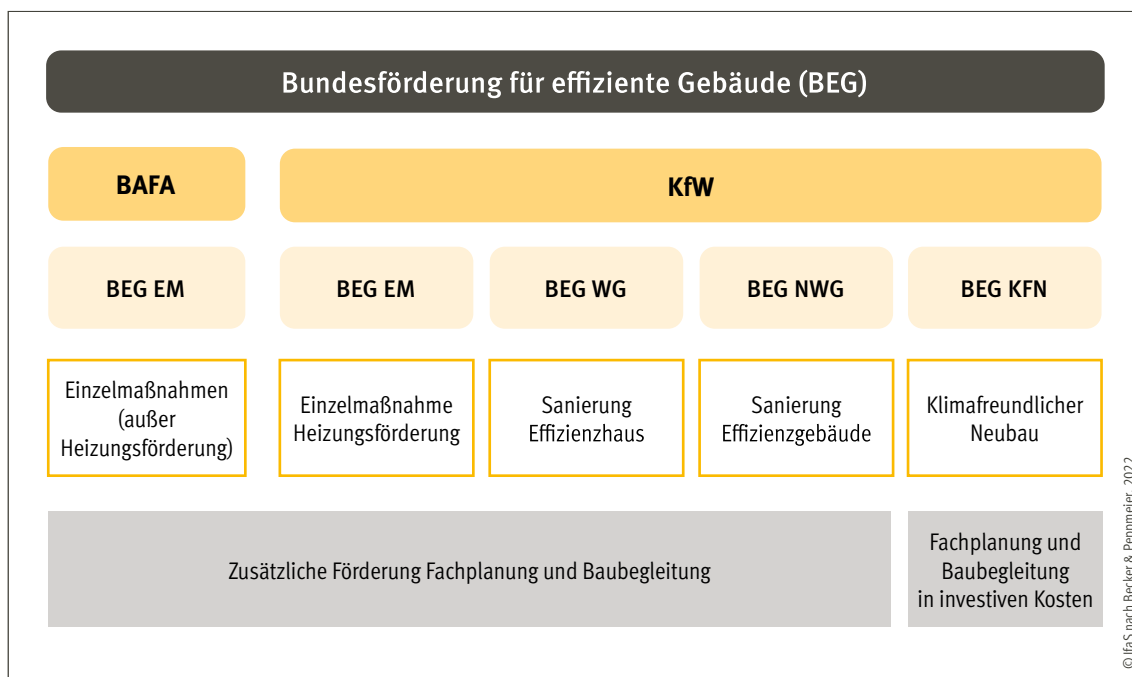 Bundesförderung für effiziente Gebäude (BEG)
BAFA
KfW
BEG EM
BEG EM
BEG WG
BEG NWG
BEG KFN
Einzelmaßnahmen
(außer
Heizungsförderung)
Einzelmaßnahme
Heizungsförderung
Sanierung
Effizienzhaus
Sanierung
Effizienzgebäude
Klimafreundlicher
Neubau
Zusätzliche Förderung Fachplanung und Baubegleitung
Fachplanung und
Baubegleitung
in investiven Kosten
© IfaS nach Becker & Peppmeier, 2022